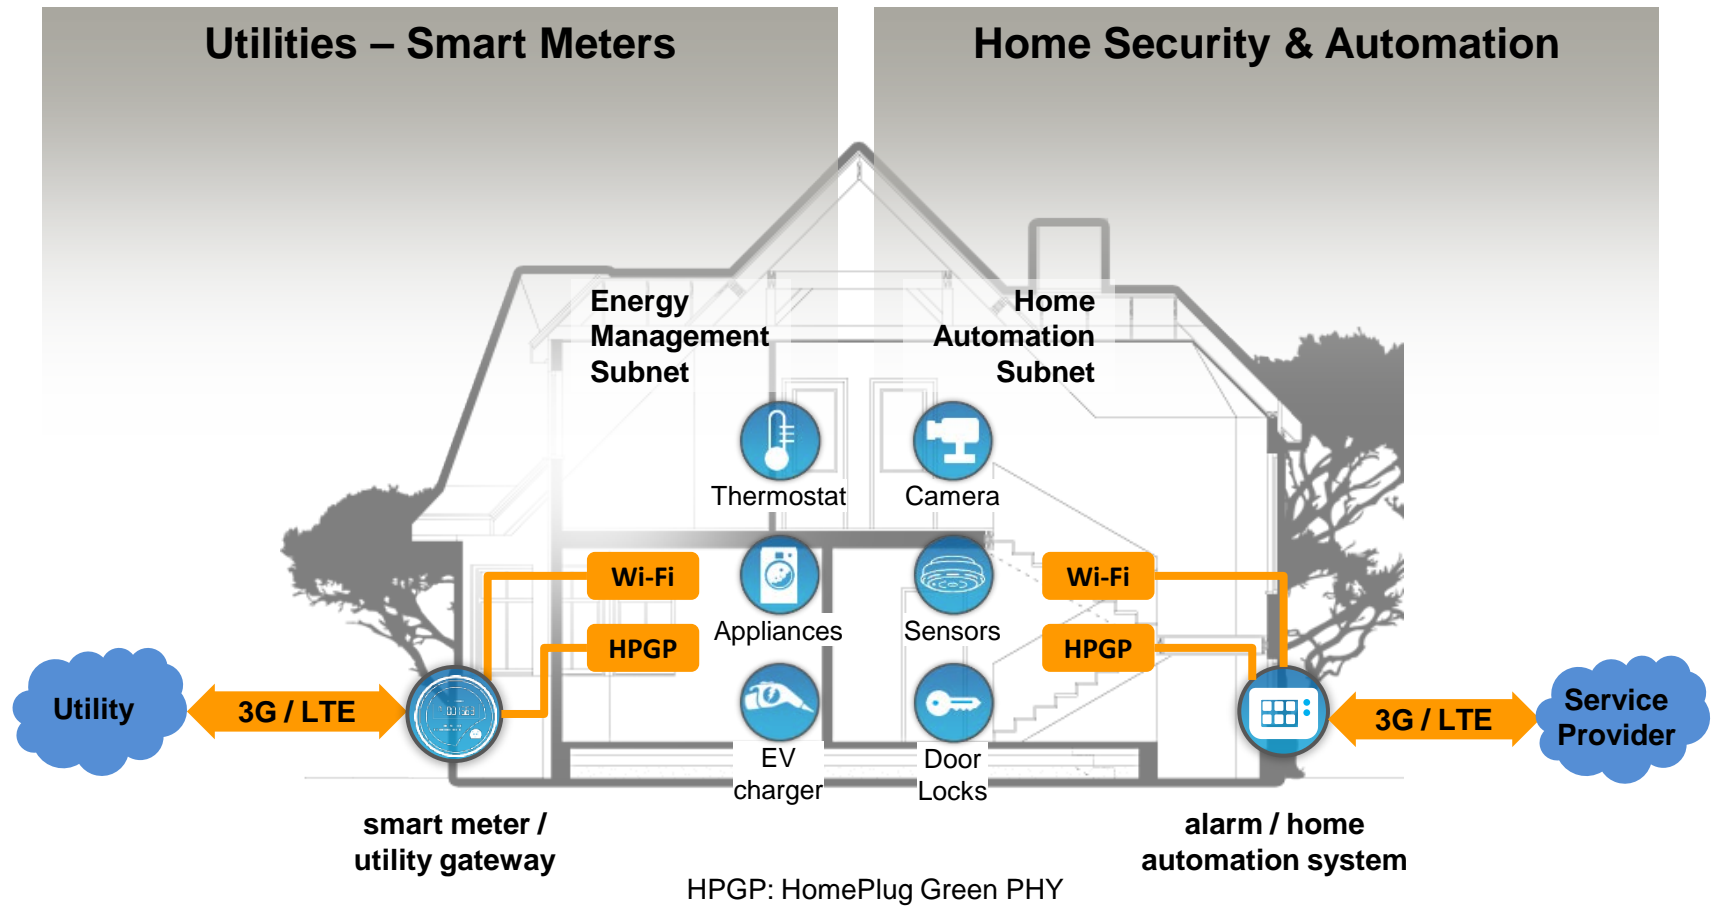 Utilities – Smart Meters
Home Security & Automation
Energy
Management
Subnet
Home
Automation
Subnet
Thermostat
Camera
Wi-Fi
Appliances
Sensors
Wi-Fi
HPGP
HPGP
Utility
3G / LTE
EV
charger
Door
Locks
3G / LTE
Service
Provider
smart meter /
utility gateway
alarm / home
automation system
HPGP: HomePlug Green PHY